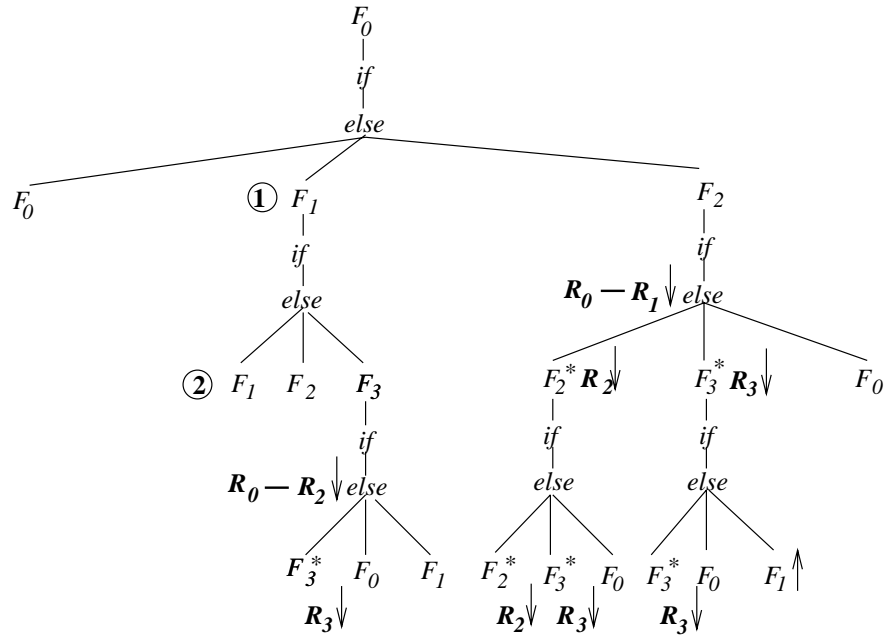 F₀
if
else
F₀ ① F₁ F₂
if if
else R₀ — R₁ ↓ else
② F₁ F₂ F₃ F₂* R₂ ↓ F₃* R₃ ↓ F₀
if if if
R₀ — R₂ ↓ else else else
F₃* F₀ F₁ F₂* F₃* F₀ F₃* F₀ F₁ ↑
R₃ ↓ R₂ ↓ R₃ ↓ R₃ ↓